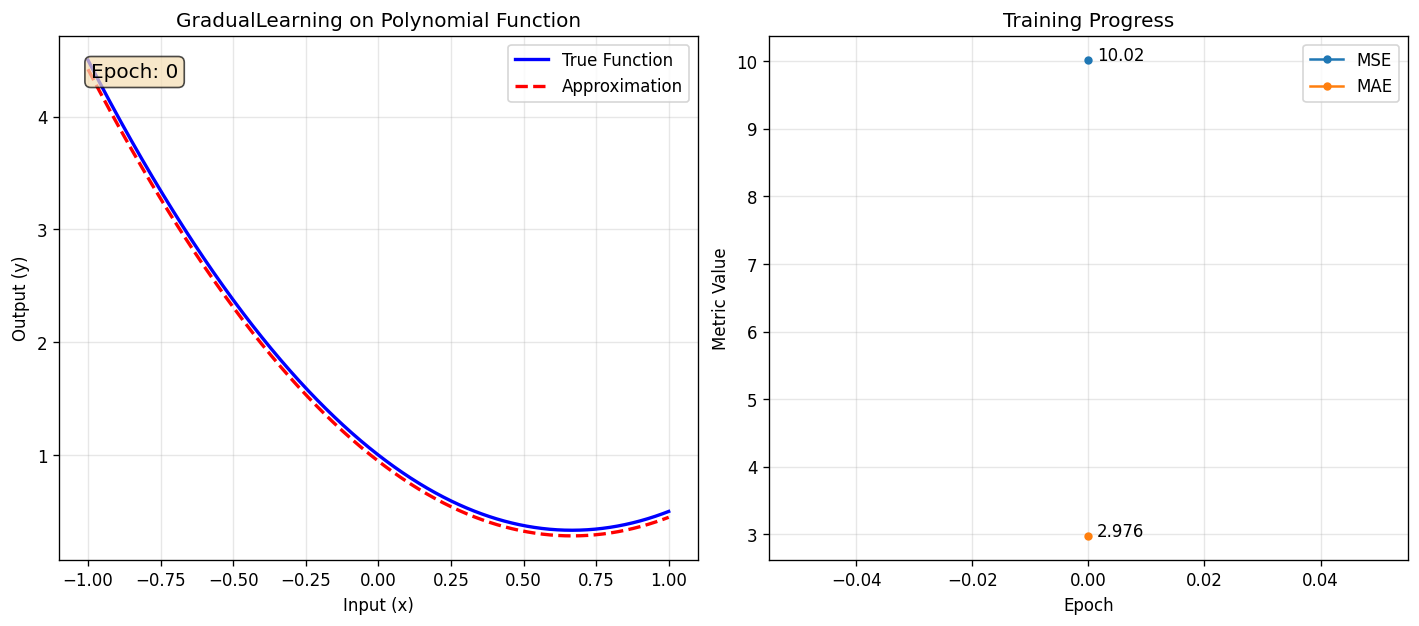 GradualLearning on Polynomial Function
Epoch: 0
True Function
Approximation
4
3
2
1
Output (y)
−1.00 −0.75 −0.50 −0.25 0.00 0.25 0.50 0.75 1.00
Input (x)
Training Progress
MSE
MAE
10.02
2.976
10
9
8
7
6
5
4
3
Metric Value
−0.04 −0.02 0.00 0.02 0.04
Epoch